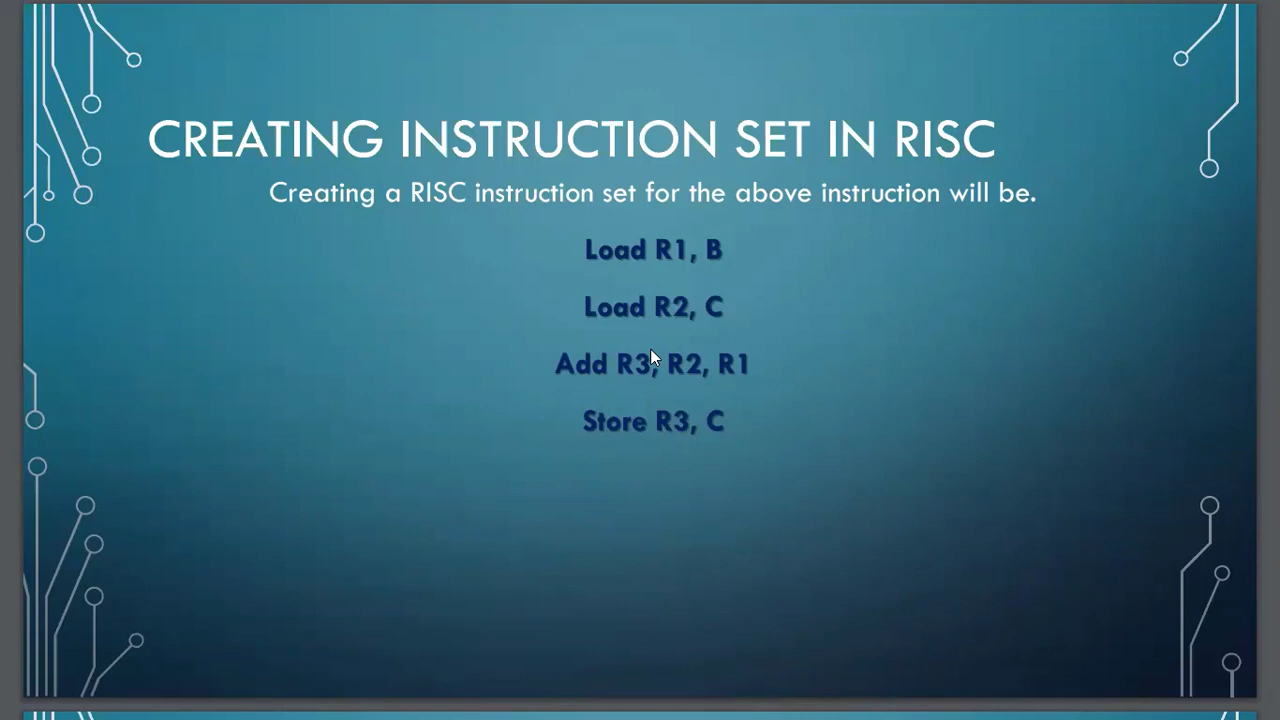 CREATING INSTRUCTION SET IN RISC
Creating a RISC instruction set for the above instruction will be.
Load R1, B
Load R2, C
Add R3, R2, R1
Store R3, C